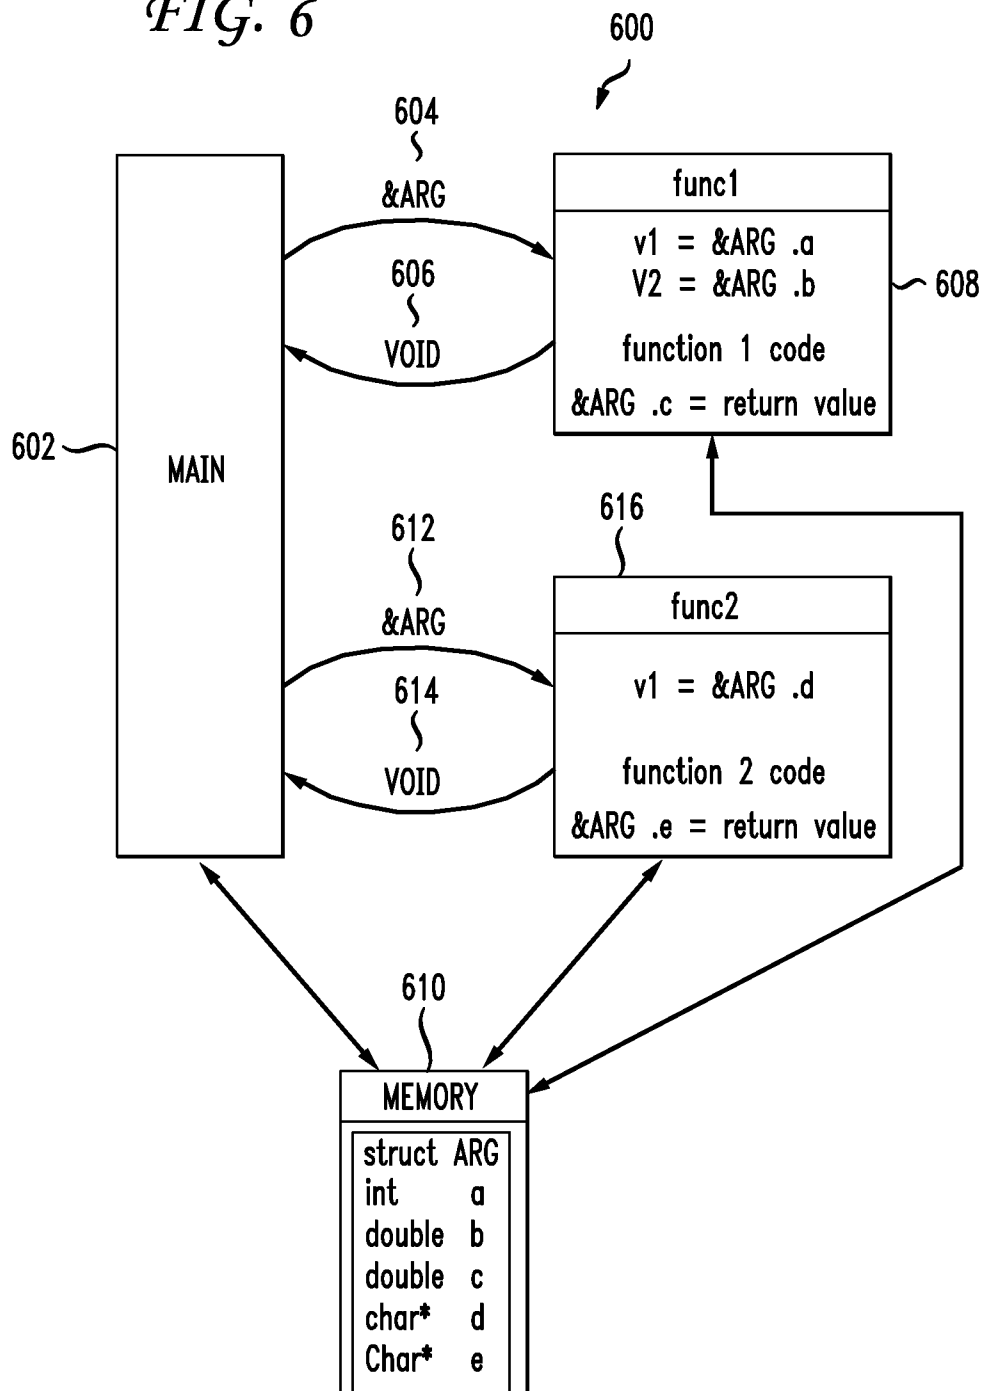 FIG. 6
600
604
&ARG
606
VOID
func1
v1 = &ARG .a
V2 = &ARG .b
function 1 code
&ARG .c = return value
608
602
MAIN
612
&ARG
614
VOID
616
func2
v1 = &ARG .d
function 2 code
&ARG .e = return value
610
MEMORY
struct ARG
int a
double b
double c
char* d
Char* e